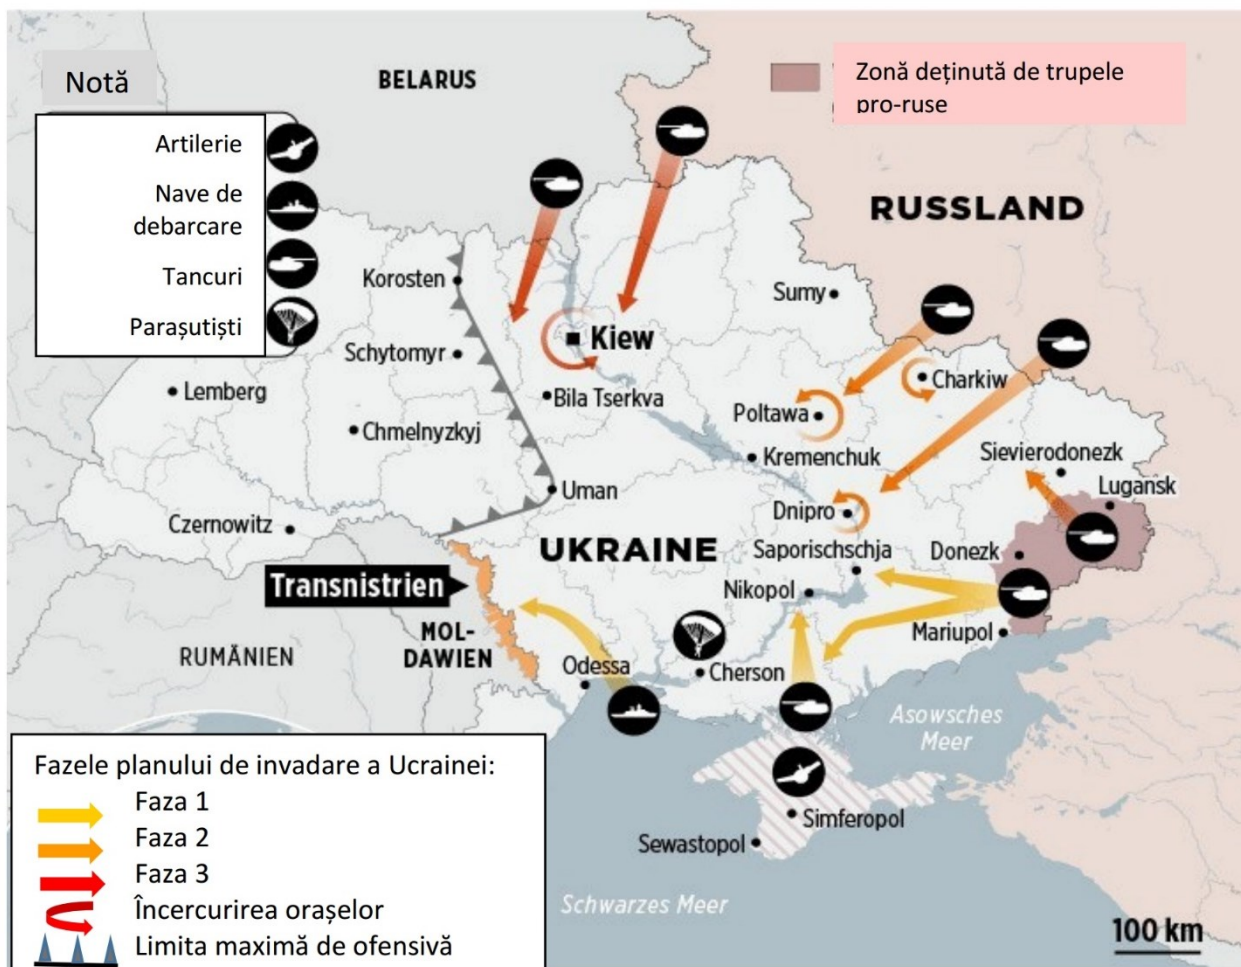 Notă
Artilerie
Nave de
debarcare
Tancuri
Parașutiști
BELARUS
Zonă deținută de trupele
pro-ruse
RUSSLAND
Korosten
Sumy
Kiew
Schytomyr
Charkiw
Lemberg
Bila Tserkva
Poltawa
Chmelnyzkyj
Kremenchuk
Sievierodonezk
Uman
Lugansk
Czernowitz
Dnipro
UKRAINE
Saporischschja
Donezk
Transnistrien
Nikopol
MOL-
DAWIEN
Mariupol
RUMÄNIEN
Odessa
Cherson
Asowsches
Meer
Simferopol
Sewastopol
Schwarzes Meer
100 km
Fazele planului de invadare a Ucrainei:
Faza 1
Faza 2
Faza 3
Încercurirea orașelor
Limita maximă de ofensivă